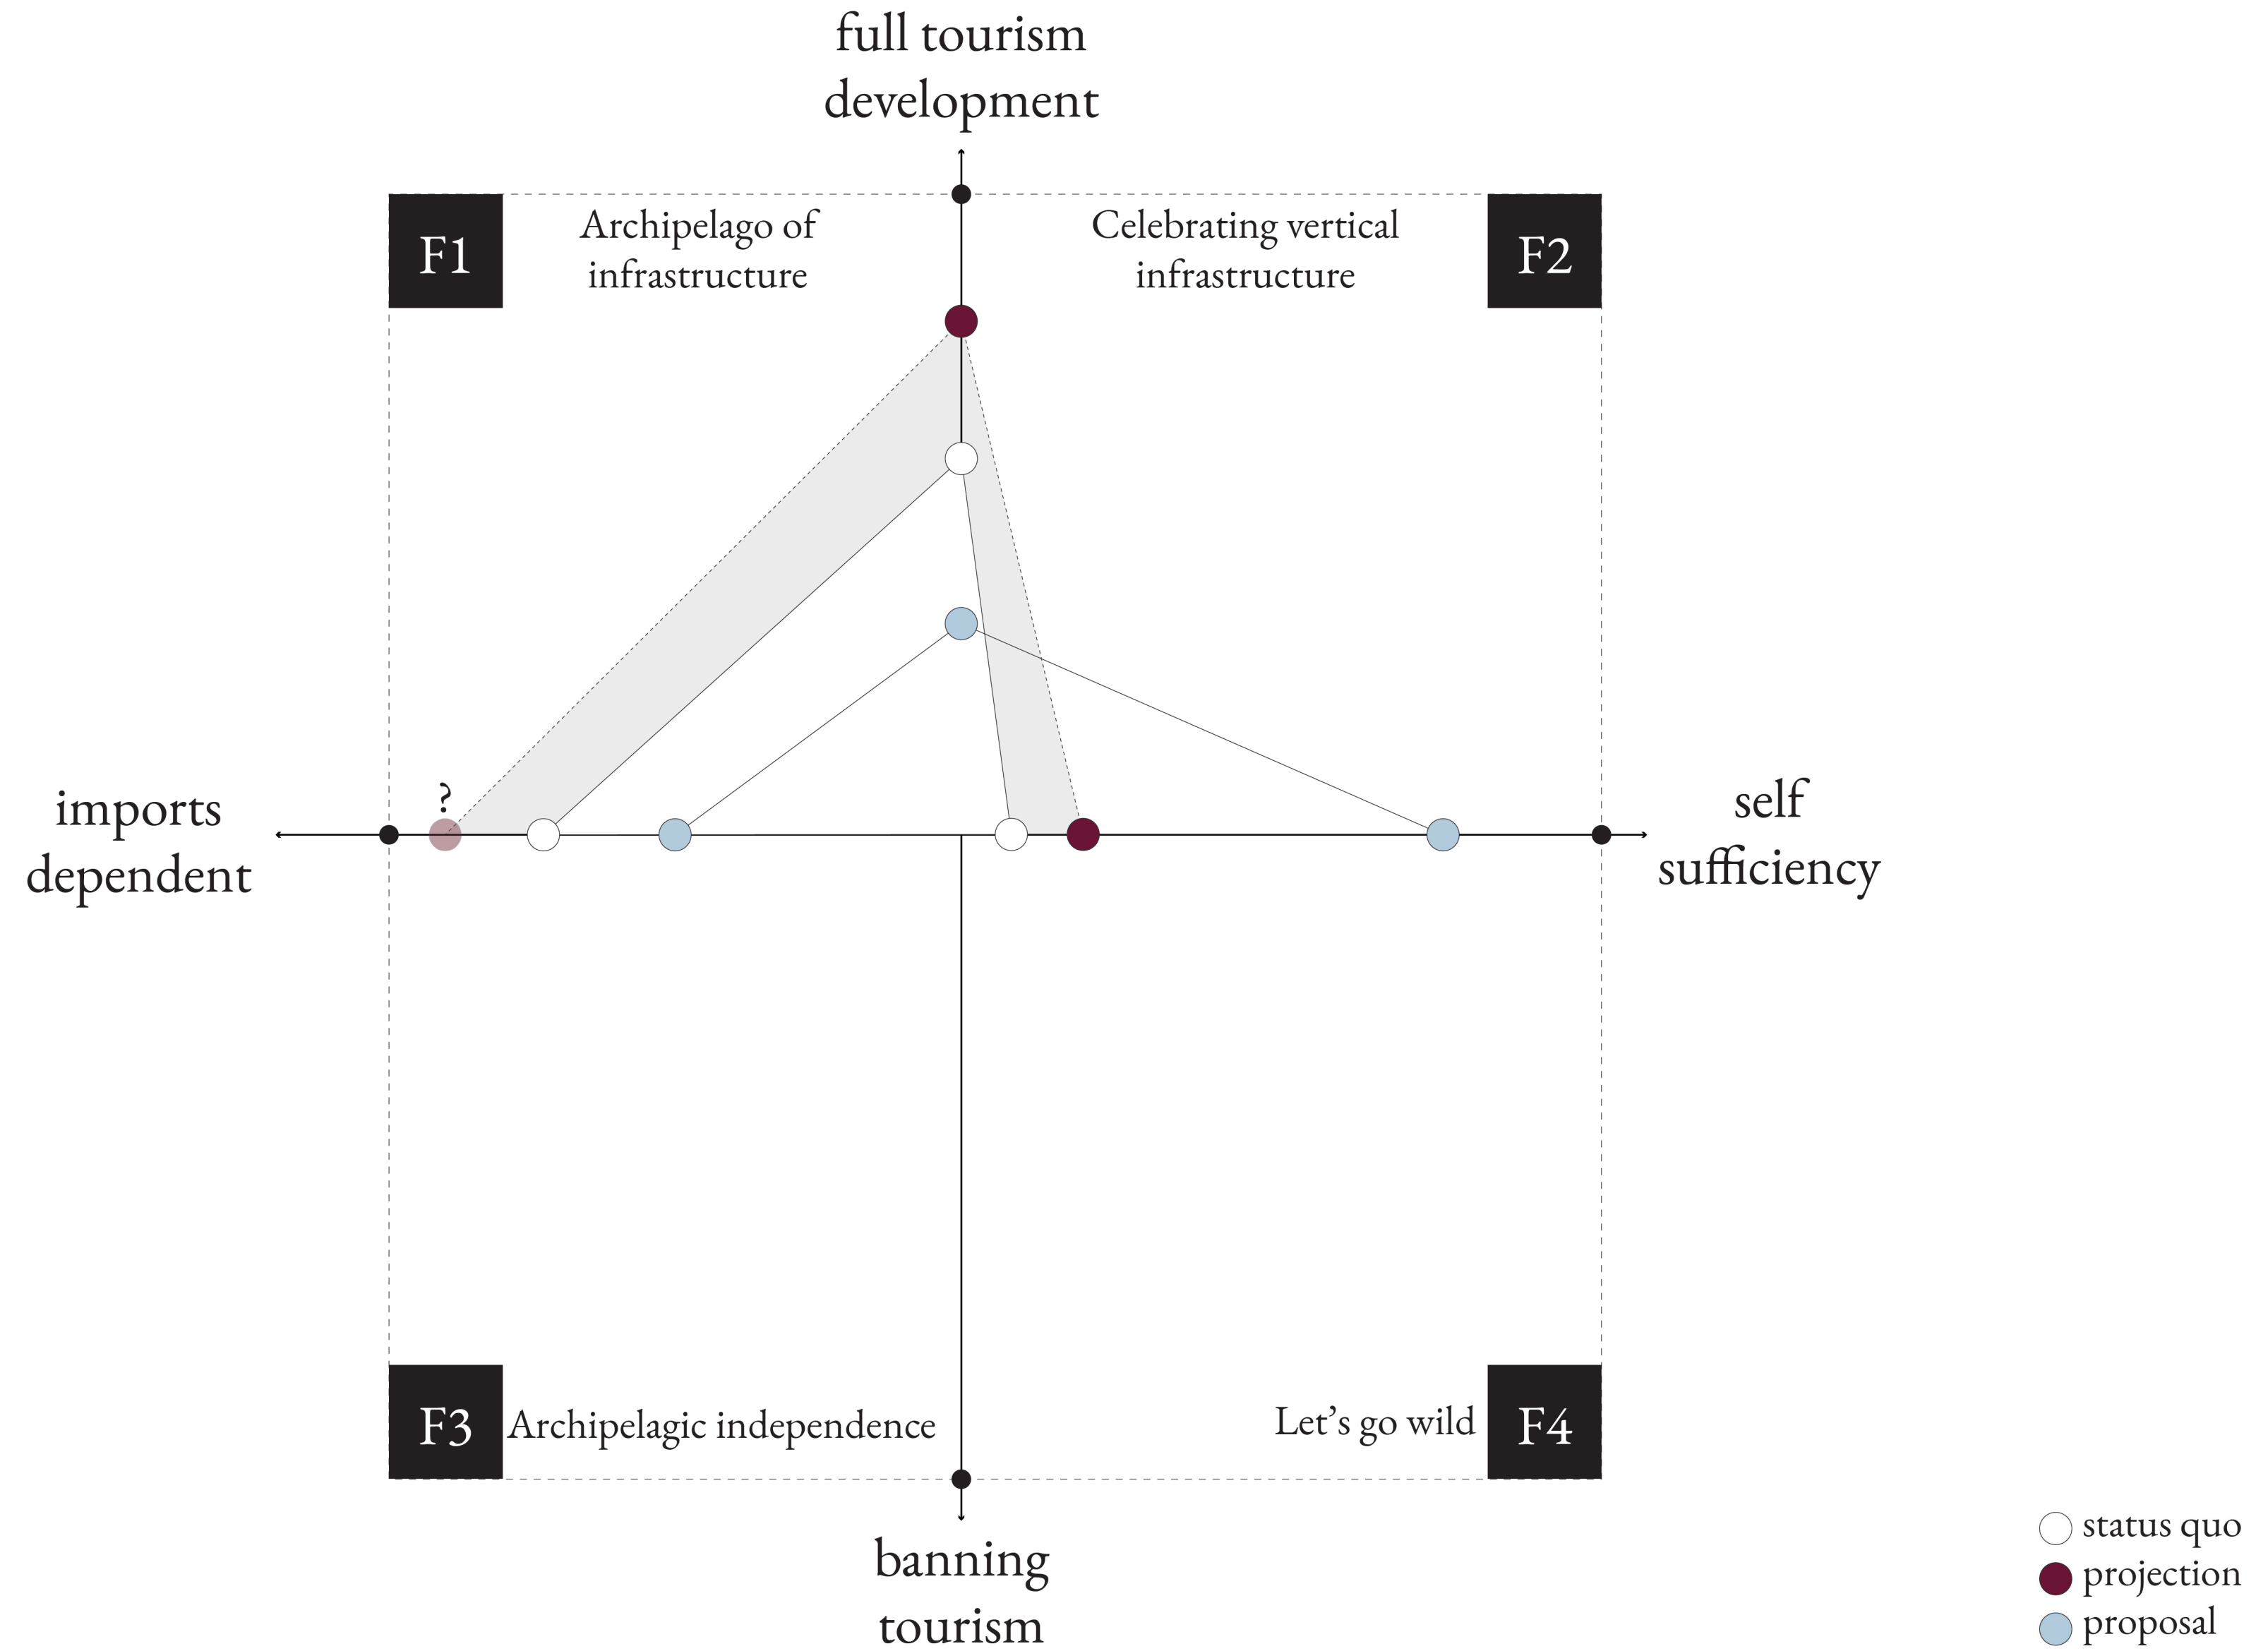 full tourism
development
F1
Archipelago of
infrastructure
Celebrating vertical
infrastructure
F2
?
imports
dependent
self
sufficiency
F3
Archipelagic independence
Let’s go wild
F4
banning
tourism
status quo
projection
proposal